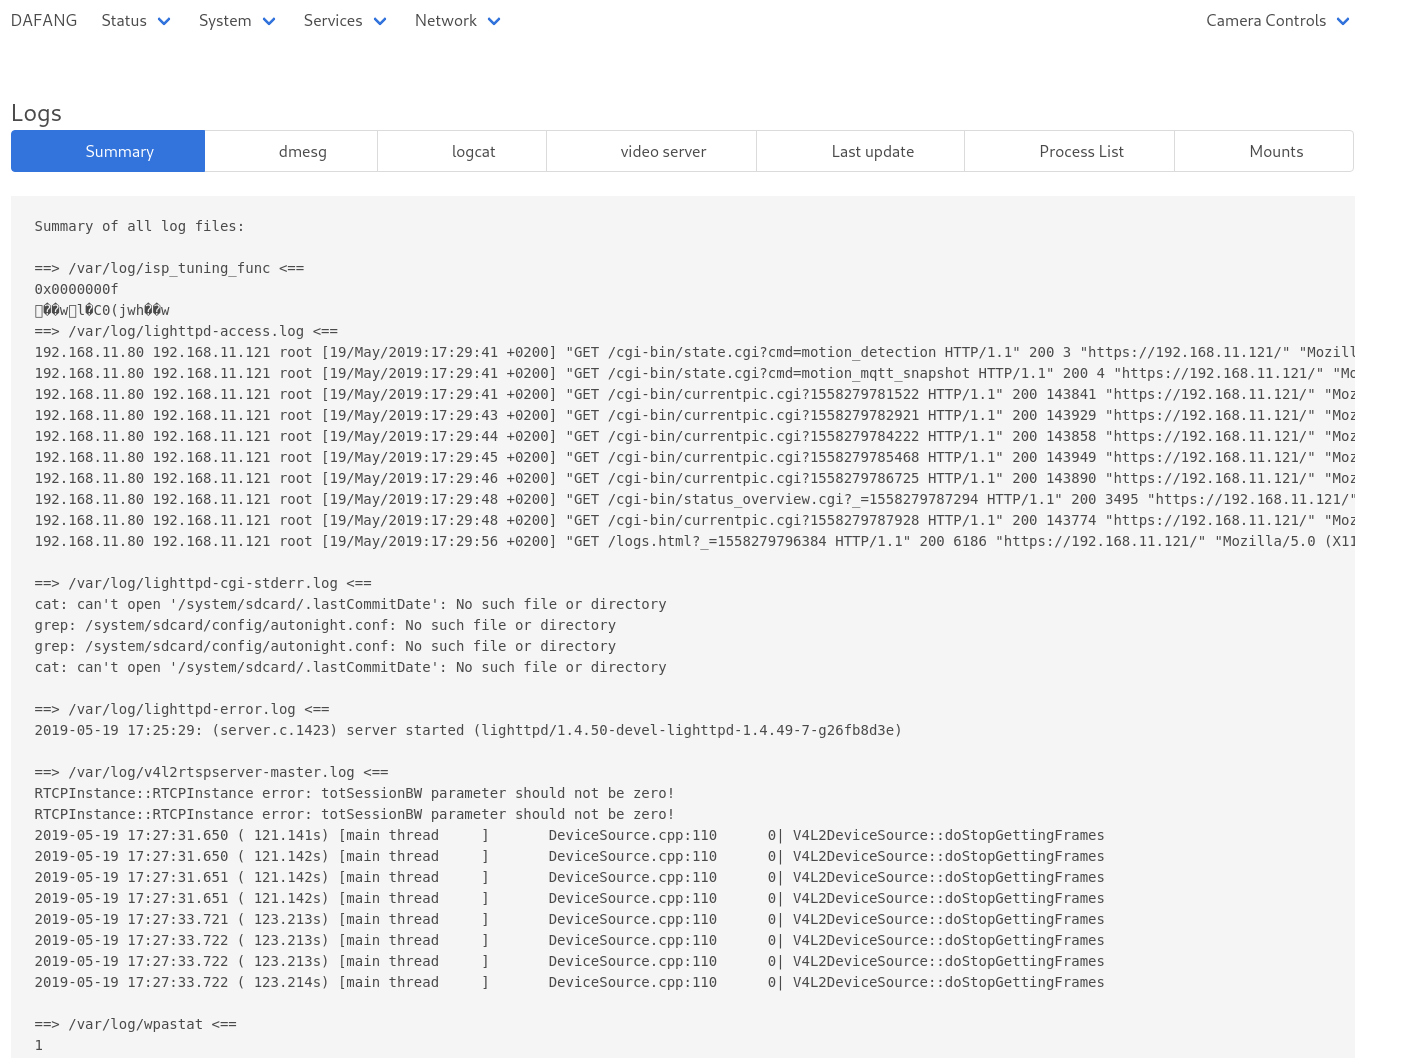 DAFANG Status System Services Network Camera Controls
Logs
Summary dmesg logcat video server Last update Process List Mounts
Summary of all log files:
==> /var/log/isp_tuning_func <==
0x0000000f
��w l�C0(jwh��w
==> /var/log/lighttpd-access.log <==
192.168.11.80 192.168.11.121 root [19/May/2019:17:29:41 +0200] "GET /cgi-bin/state.cgi?cmd=motion_detection HTTP/1.1" 200 3 "https://192.168.11.121/" "Mozill
192.168.11.80 192.168.11.121 root [19/May/2019:17:29:41 +0200] "GET /cgi-bin/state.cgi?cmd=motion_mqtt_snapshot HTTP/1.1" 200 4 "https://192.168.11.121/" "Mo
192.168.11.80 192.168.11.121 root [19/May/2019:17:29:41 +0200] "GET /cgi-bin/currentpic.cgi?1558279781522 HTTP/1.1" 200 143841 "https://192.168.11.121/" "Moz
192.168.11.80 192.168.11.121 root [19/May/2019:17:29:43 +0200] "GET /cgi-bin/currentpic.cgi?1558279782921 HTTP/1.1" 200 143929 "https://192.168.11.121/" "Moz
192.168.11.80 192.168.11.121 root [19/May/2019:17:29:44 +0200] "GET /cgi-bin/currentpic.cgi?1558279784222 HTTP/1.1" 200 143858 "https://192.168.11.121/" "Moz
192.168.11.80 192.168.11.121 root [19/May/2019:17:29:45 +0200] "GET /cgi-bin/currentpic.cgi?1558279785468 HTTP/1.1" 200 143949 "https://192.168.11.121/" "Moz
192.168.11.80 192.168.11.121 root [19/May/2019:17:29:46 +0200] "GET /cgi-bin/currentpic.cgi?1558279786725 HTTP/1.1" 200 143890 "https://192.168.11.121/" "Moz
192.168.11.80 192.168.11.121 root [19/May/2019:17:29:48 +0200] "GET /cgi-bin/status_overview.cgi?_=1558279787294 HTTP/1.1" 200 3495 "https://192.168.11.121/"
192.168.11.80 192.168.11.121 root [19/May/2019:17:29:48 +0200] "GET /cgi-bin/currentpic.cgi?1558279787928 HTTP/1.1" 200 143774 "https://192.168.11.121/" "Moz
192.168.11.80 192.168.11.121 root [19/May/2019:17:29:56 +0200] "GET /logs.html?_=1558279796384 HTTP/1.1" 200 6186 "https://192.168.11.121/" "Mozilla/5.0 (X11
==> /var/log/lighttpd-cgi-stderr.log <==
cat: can't open '/system/sdcard/.lastCommitDate': No such file or directory
grep: /system/sdcard/config/autonight.conf: No such file or directory
grep: /system/sdcard/config/autonight.conf: No such file or directory
cat: can't open '/system/sdcard/.lastCommitDate': No such file or directory
==> /var/log/lighttpd-error.log <==
2019-05-19 17:25:29: (server.c.1423) server started (lighttpd/1.4.50-devel-lighttpd-1.4.49-7-g26fb8d3e)
==> /var/log/v4l2rtspserver-master.log <==
RTCPInstance::RTCPInstance error: totSessionBW parameter should not be zero!
RTCPInstance::RTCPInstance error: totSessionBW parameter should not be zero!
2019-05-19 17:27:31.650 ( 121.141s) [main thread     ]       DeviceSource.cpp:110      0| V4L2DeviceSource::doStopGettingFrames
2019-05-19 17:27:31.650 ( 121.142s) [main thread     ]       DeviceSource.cpp:110      0| V4L2DeviceSource::doStopGettingFrames
2019-05-19 17:27:31.651 ( 121.142s) [main thread     ]       DeviceSource.cpp:110      0| V4L2DeviceSource::doStopGettingFrames
2019-05-19 17:27:31.651 ( 121.142s) [main thread     ]       DeviceSource.cpp:110      0| V4L2DeviceSource::doStopGettingFrames
2019-05-19 17:27:33.721 ( 123.213s) [main thread     ]       DeviceSource.cpp:110      0| V4L2DeviceSource::doStopGettingFrames
2019-05-19 17:27:33.722 ( 123.213s) [main thread     ]       DeviceSource.cpp:110      0| V4L2DeviceSource::doStopGettingFrames
2019-05-19 17:27:33.722 ( 123.213s) [main thread     ]       DeviceSource.cpp:110      0| V4L2DeviceSource::doStopGettingFrames
2019-05-19 17:27:33.722 ( 123.214s) [main thread     ]       DeviceSource.cpp:110      0| V4L2DeviceSource::doStopGettingFrames
==> /var/log/wpastat <==
1